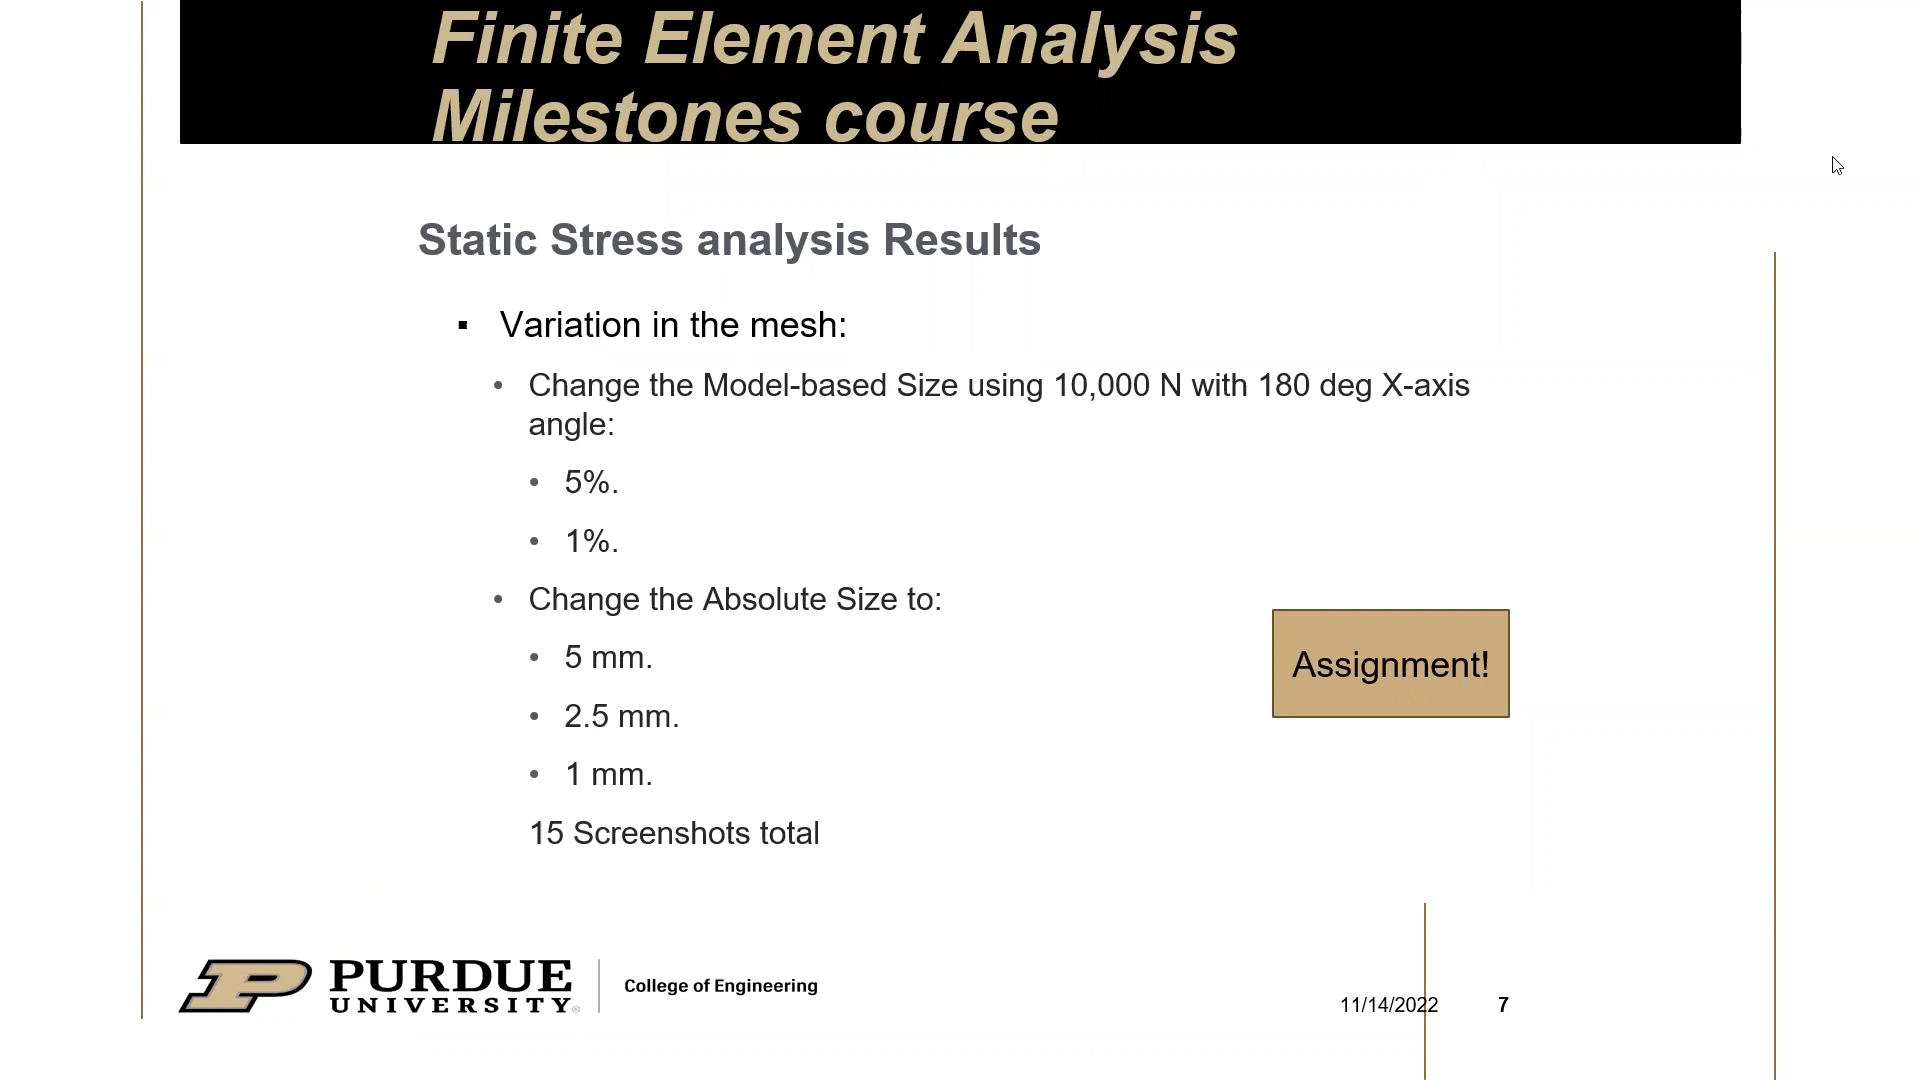 Finite Element Analysis
Milestones course
Static Stress analysis Results
▪ Variation in the mesh:
• Change the Model-based Size using 10,000 N with 180 deg X-axis
angle:
• 5%.
• 1%.
• Change the Absolute Size to:
• 5 mm.
• 2.5 mm.
• 1 mm.
15 Screenshots total
Assignment!
PURDUE
UNIVERSITY®
College of Engineering
11/14/2022
7